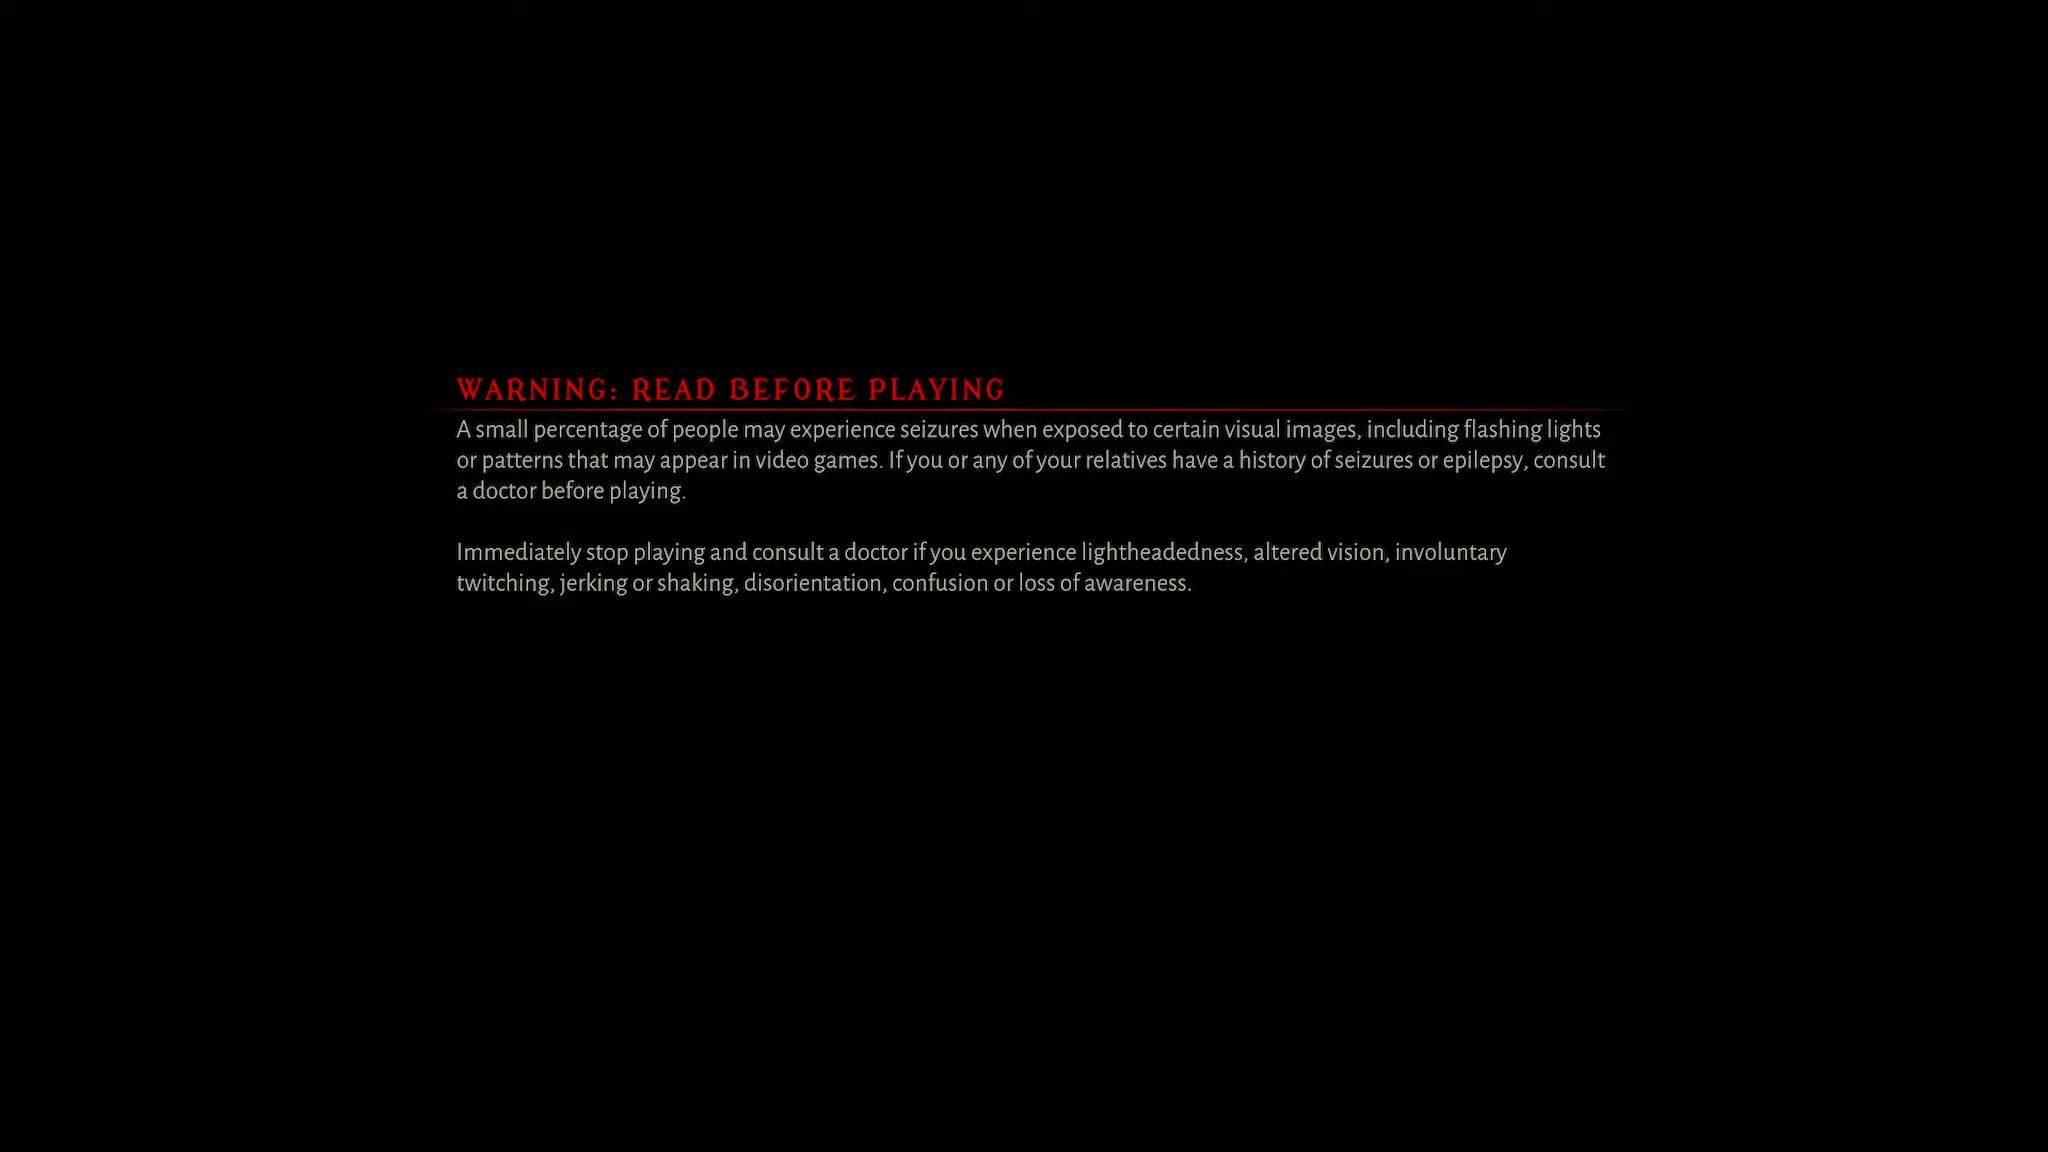 WARNING: READ BEFORE PLAYING
A small percentage of people may experience seizures when exposed to certain visual images, including flashing lights
or patterns that may appear in video games. If you or any of your relatives have a history of seizures or epilepsy, consult
a doctor before playing.
Immediately stop playing and consult a doctor if you experience lightheadedness, altered vision, involuntary
twitching, jerking or shaking, disorientation, confusion or loss of awareness.